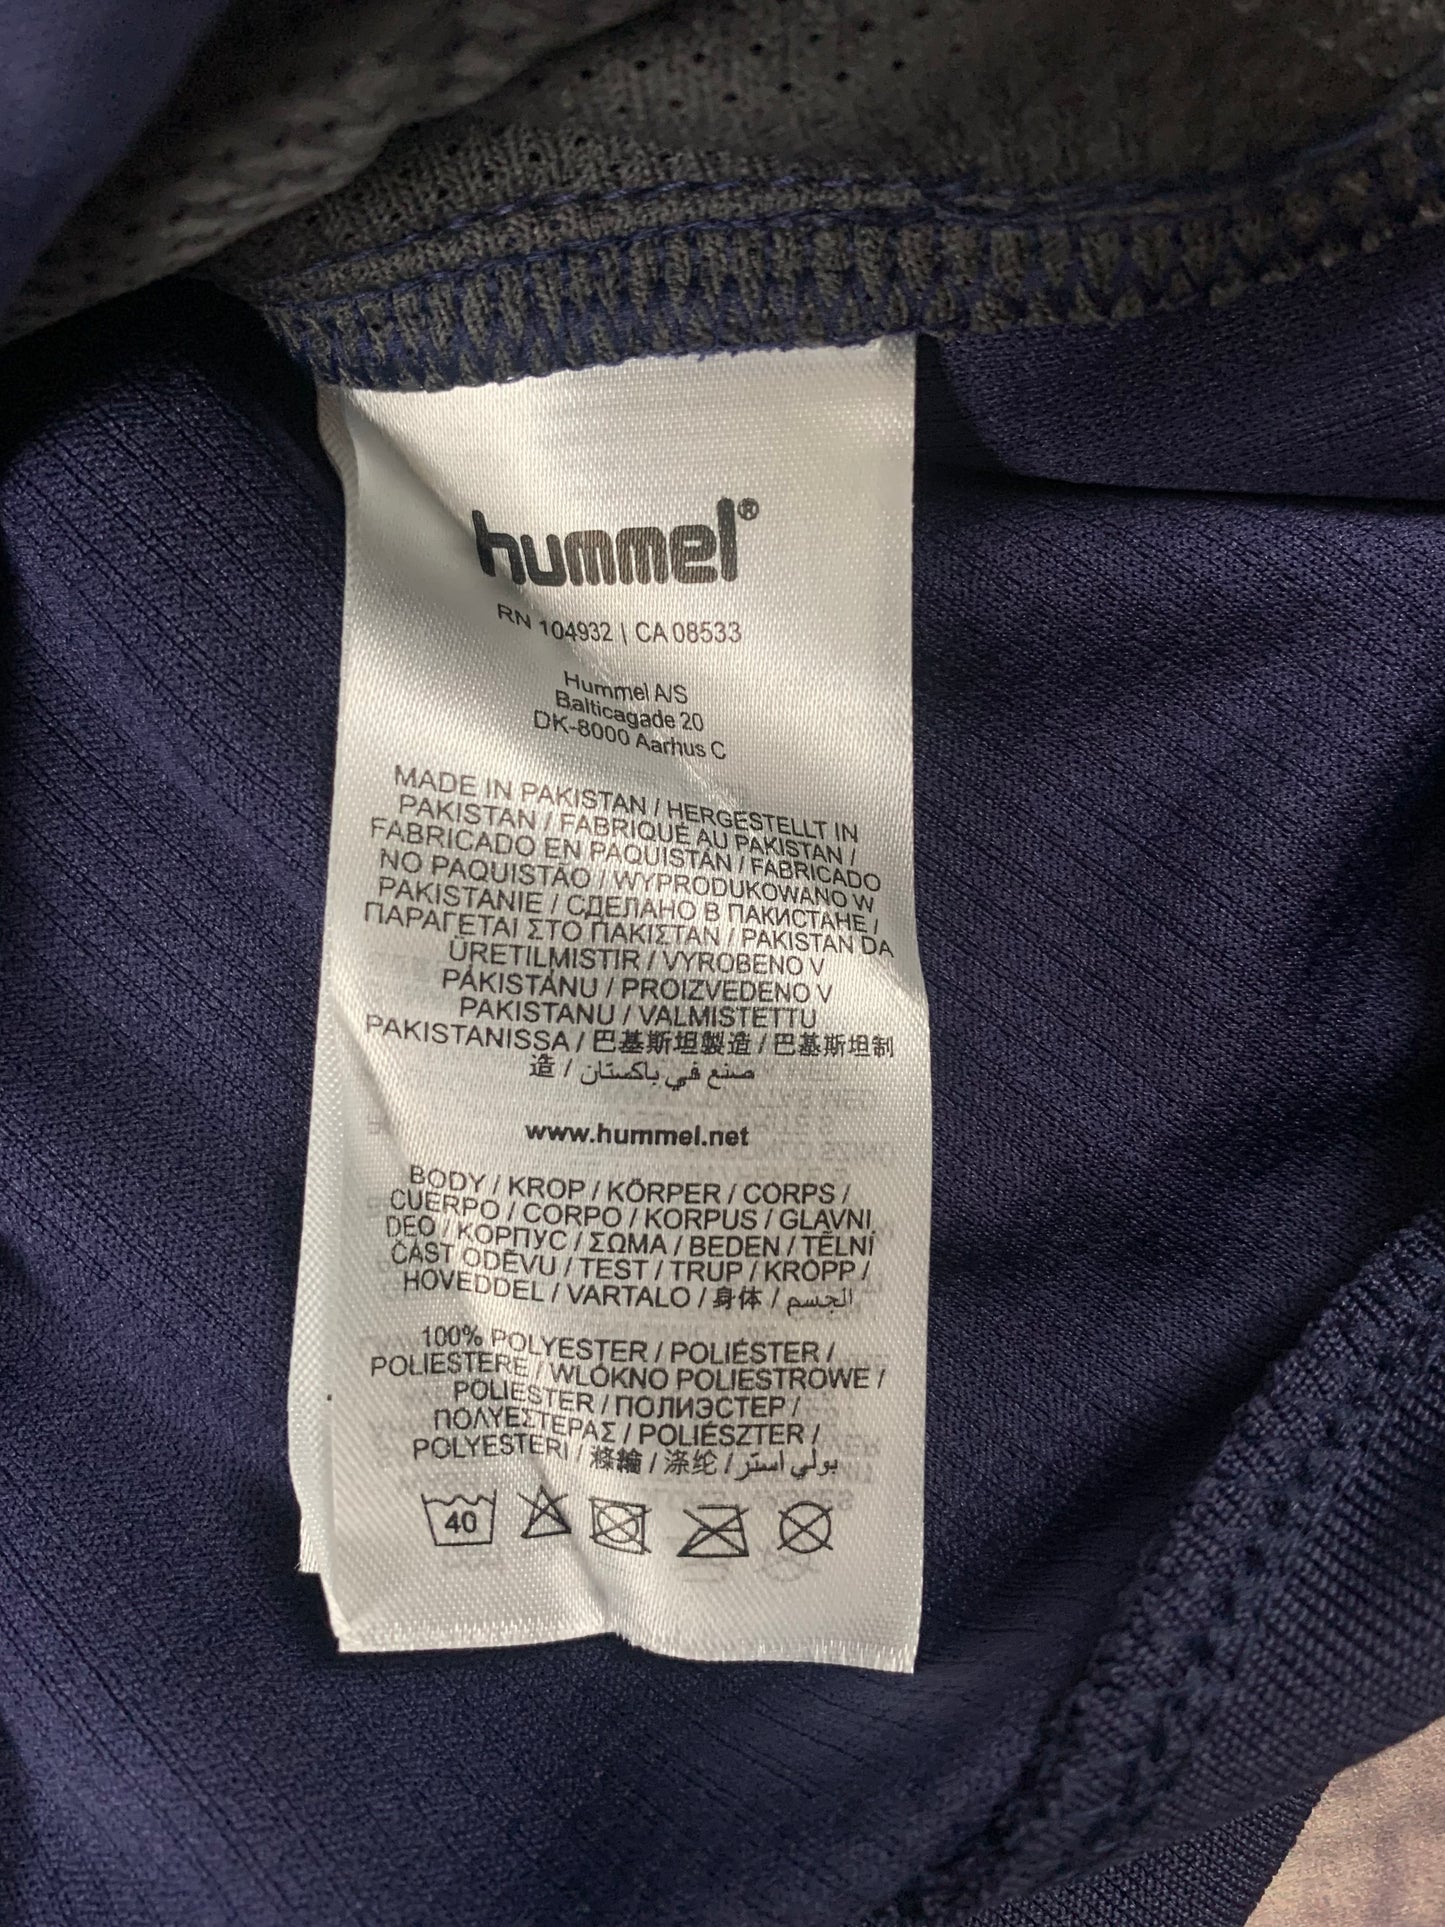 hummel®
RN 104932 | CA 08533
Hummel A/S
Balticagade 20
DK-8000 Aarhus C
MADE IN PAKISTAN / HERGESTELLT IN
PAKISTAN / FABRIQUÉ AU PAKISTAN /
FABRICADO EN PAQUISTÁN / FABRICADO
NO PAQUISTÃO / WYPRODUKOWANO W
PAKISTANIE / СДЕЛАНО В ПАКИСТАНЕ /
ΠΑΡΑΓΕΤΑΙ ΣΤΟ ΠΑΚΙΣΤΑΝ / PAKISTAN DA
ÜRETILMISTIR / VYROBENO V
PÁKISTÁNU / PROIZVEDENO V
PAKISTANU / VALMISTETTU
PAKISTANISSA / 巴基斯坦製造 / 巴基斯坦制
造 / صنع في باكستان
www.hummel.net
BODY / KROP / KÖRPER / CORPS /
CUERPO / CORPO / KORPUS / GLAVNI
DEO / КОРПУС / ΣΩΜΑ / BEDEN / TĚLNÍ
ČÁST ODĚVU / TEST / TRUP / KROPP /
HOVEDDEL / VARTALO / 身体 / الجسم
100% POLYESTER / POLIÉSTER /
POLIESTERE / WLÓKNO POLIESTROWE /
POLIESTER / ПОЛИЭСТЕР /
ΠΟΛΥΕΣΤΕΡΑΣ / POLIÉSZTER /
POLYESTERI / 滌綸 / 涤纶 / بولي استر
40